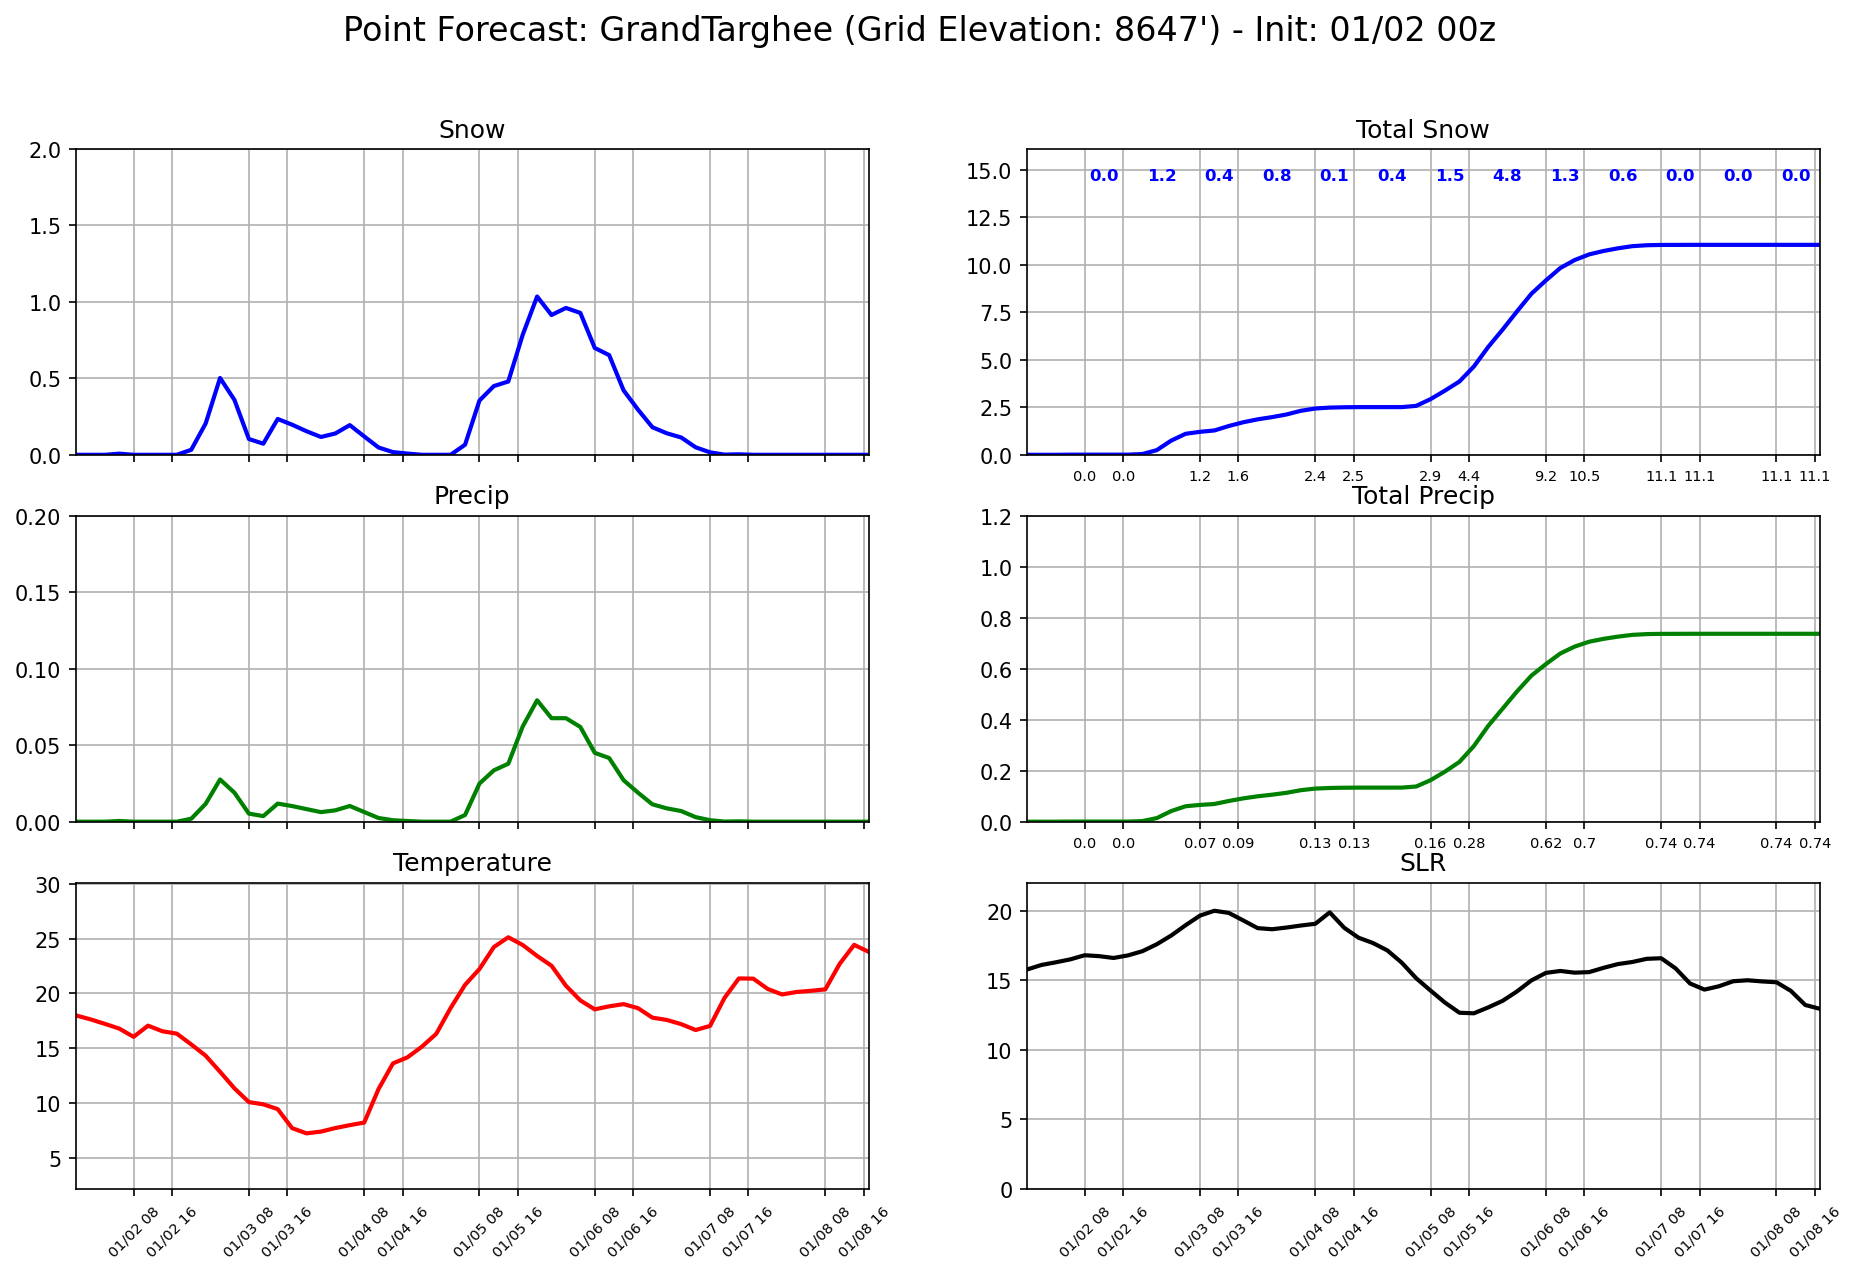 Point Forecast: GrandTarghee (Grid Elevation: 8647') - Init: 01/02 00z
Snow
2.0
1.5
1.0
0.5
0.0
Total Snow
15.0
12.5
10.0
7.5
5.0
2.5
0.0
0.0 1.2 0.4 0.8 0.1 0.4 1.5 4.8 1.3 0.6 0.0 0.0 0.0
0.0 0.0 1.2 1.6 2.4 2.5 2.9 4.4 9.2 10.5 11.1 11.1 11.1 11.1
Precip
0.20
0.15
0.10
0.05
0.00
Total Precip
1.2
1.0
0.8
0.6
0.4
0.2
0.0
0.0 0.0 0.07 0.09 0.13 0.13 0.16 0.28 0.62 0.7 0.74 0.74 0.74 0.74
Temperature
30
25
20
15
10
5
01/02 08 01/02 16 01/03 08 01/03 16 01/04 08 01/04 16 01/05 08 01/05 16 01/06 08 01/06 16 01/07 08 01/07 16 01/08 08 01/08 16
SLR
20
15
10
5
0
01/02 08 01/02 16 01/03 08 01/03 16 01/04 08 01/04 16 01/05 08 01/05 16 01/06 08 01/06 16 01/07 08 01/07 16 01/08 08 01/08 16